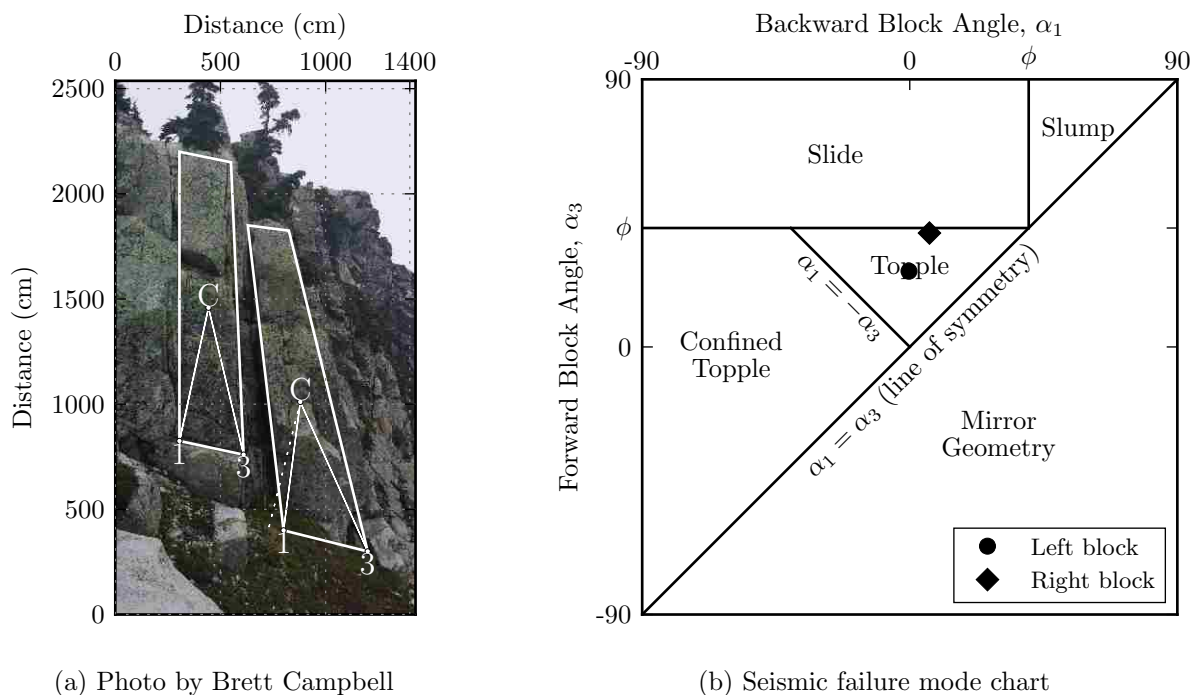 Distance (cm)
0 500 1000 1400
Distance (cm)
2500
2000
1500
1000
500
0
C
C
1
3
1
3
(a) Photo by Brett Campbell
Backward Block Angle, α₁
-90 0 ϕ 90
Forward Block Angle, α₃
90
ϕ
0
-90
Slump
Slide
Topple
α₁ = −α₃
Confined
Topple
α₁ = α₃ (line of symmetry)
Mirror
Geometry
Left block
Right block
(b) Seismic failure mode chart